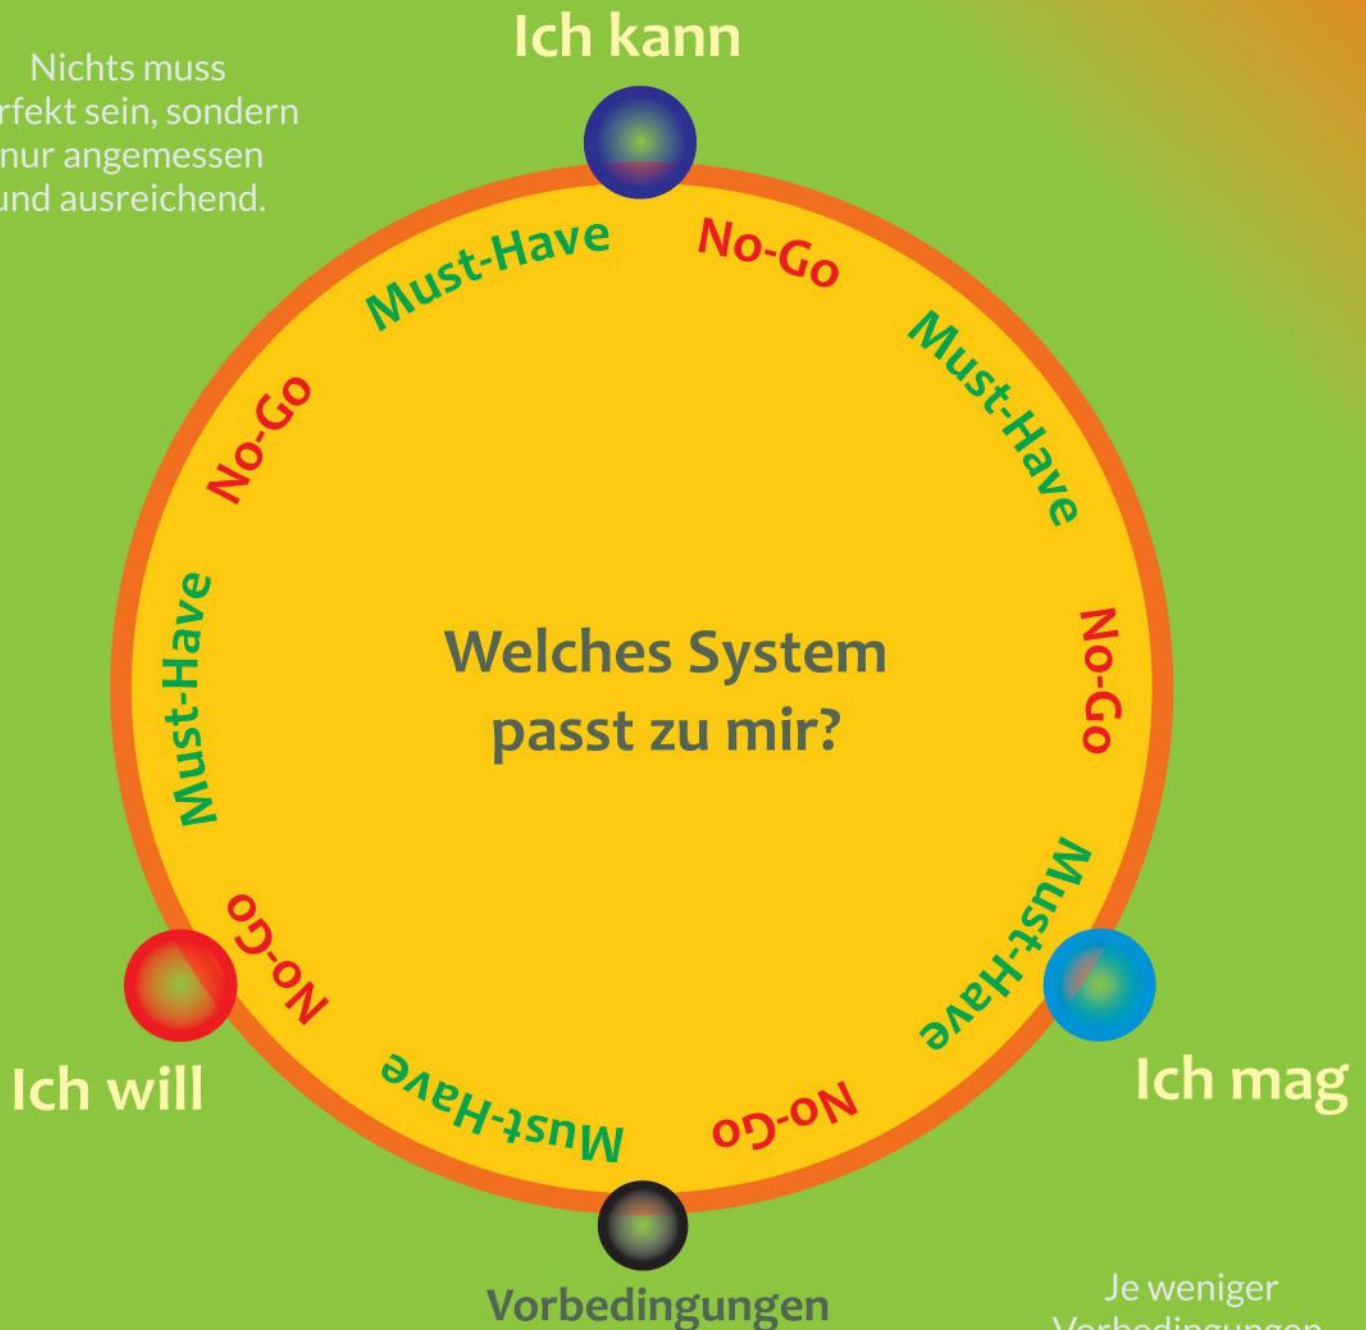 Ich kann
Nichts muss
rfekt sein, sondern
nur angemessen
und ausreichend.
Must-Have
No-Go
Must-Have
No-Go
Must-Have
No-Go
Must-Have
No-Go
Must-Have
No-Go
Welches System
passt zu mir?
Ich will
Ich mag
Vorbedingungen
Je weniger
Vorbedingungen